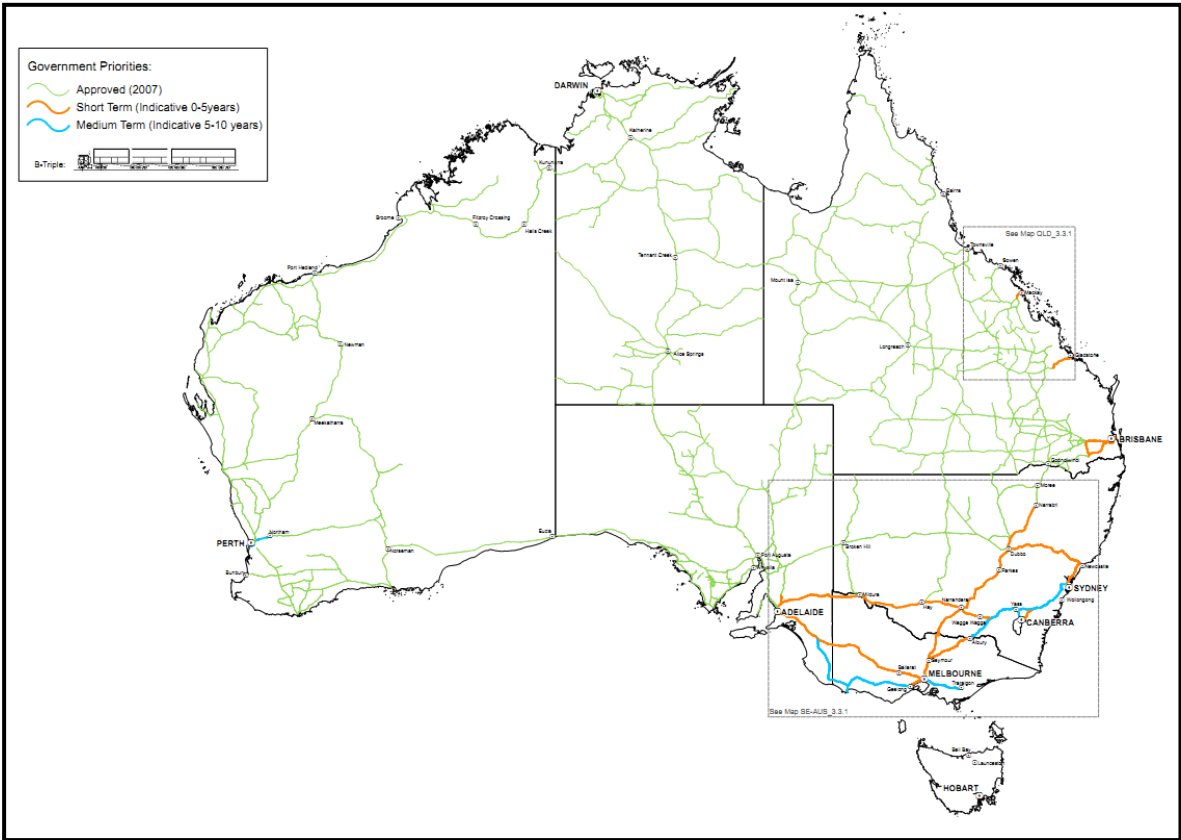 Government Priorities:
Approved (2007)
Short Term (Indicative 0-5years)
Medium Term (Indicative 5-10 years)
B-Triple:
DARWIN
Katherine
Kununurra
Broome
Fitzroy Crossing
Halls Creek
Cairns
See Map QLD_3.3.1
Townsville
Bowen
Tennant Creek
Port Hedland
Mount Isa
Mackay
Newman
Longreach
Alice Springs
Gladstone
Meekatharra
BRISBANE
Goondiwindi
Moree
Narrabri
Northam
PERTH
Eucla
Norseman
Broken Hill
Port Augusta
Dubbo
Newcastle
Parkes
Bunbury
SYDNEY
Mildura
Narrandera
Hay
Wollongong
Yass
ADELAIDE
Wagga Wagga
CANBERRA
Albury
Seymour
Ballarat
MELBOURNE
Traralgon
Geelong
See Map SE-AUS_3.3.1
Bell Bay
Launceston
HOBART